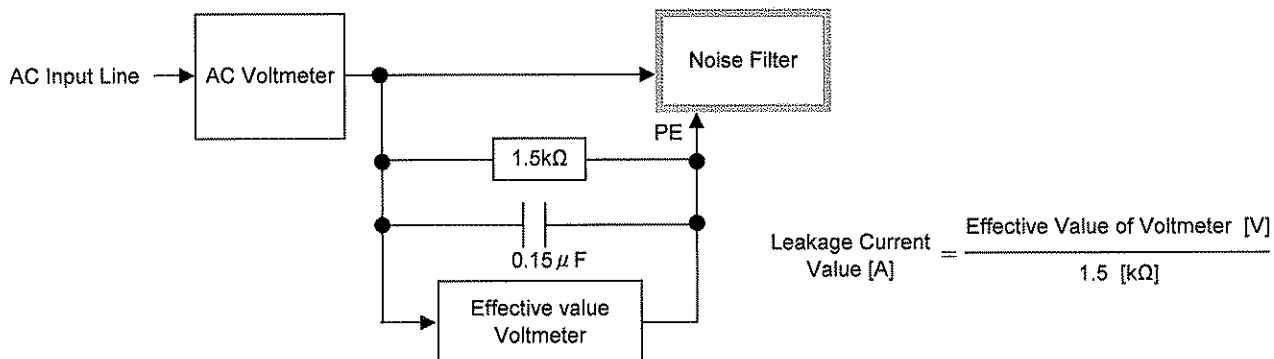 AC Input Line
AC Voltmeter
Noise Filter
PE
1.5kΩ
0.15μF
Effective value
Voltmeter
Leakage Current
Value [A]
=
Effective Value of Voltmeter [V]
1.5 [kΩ]